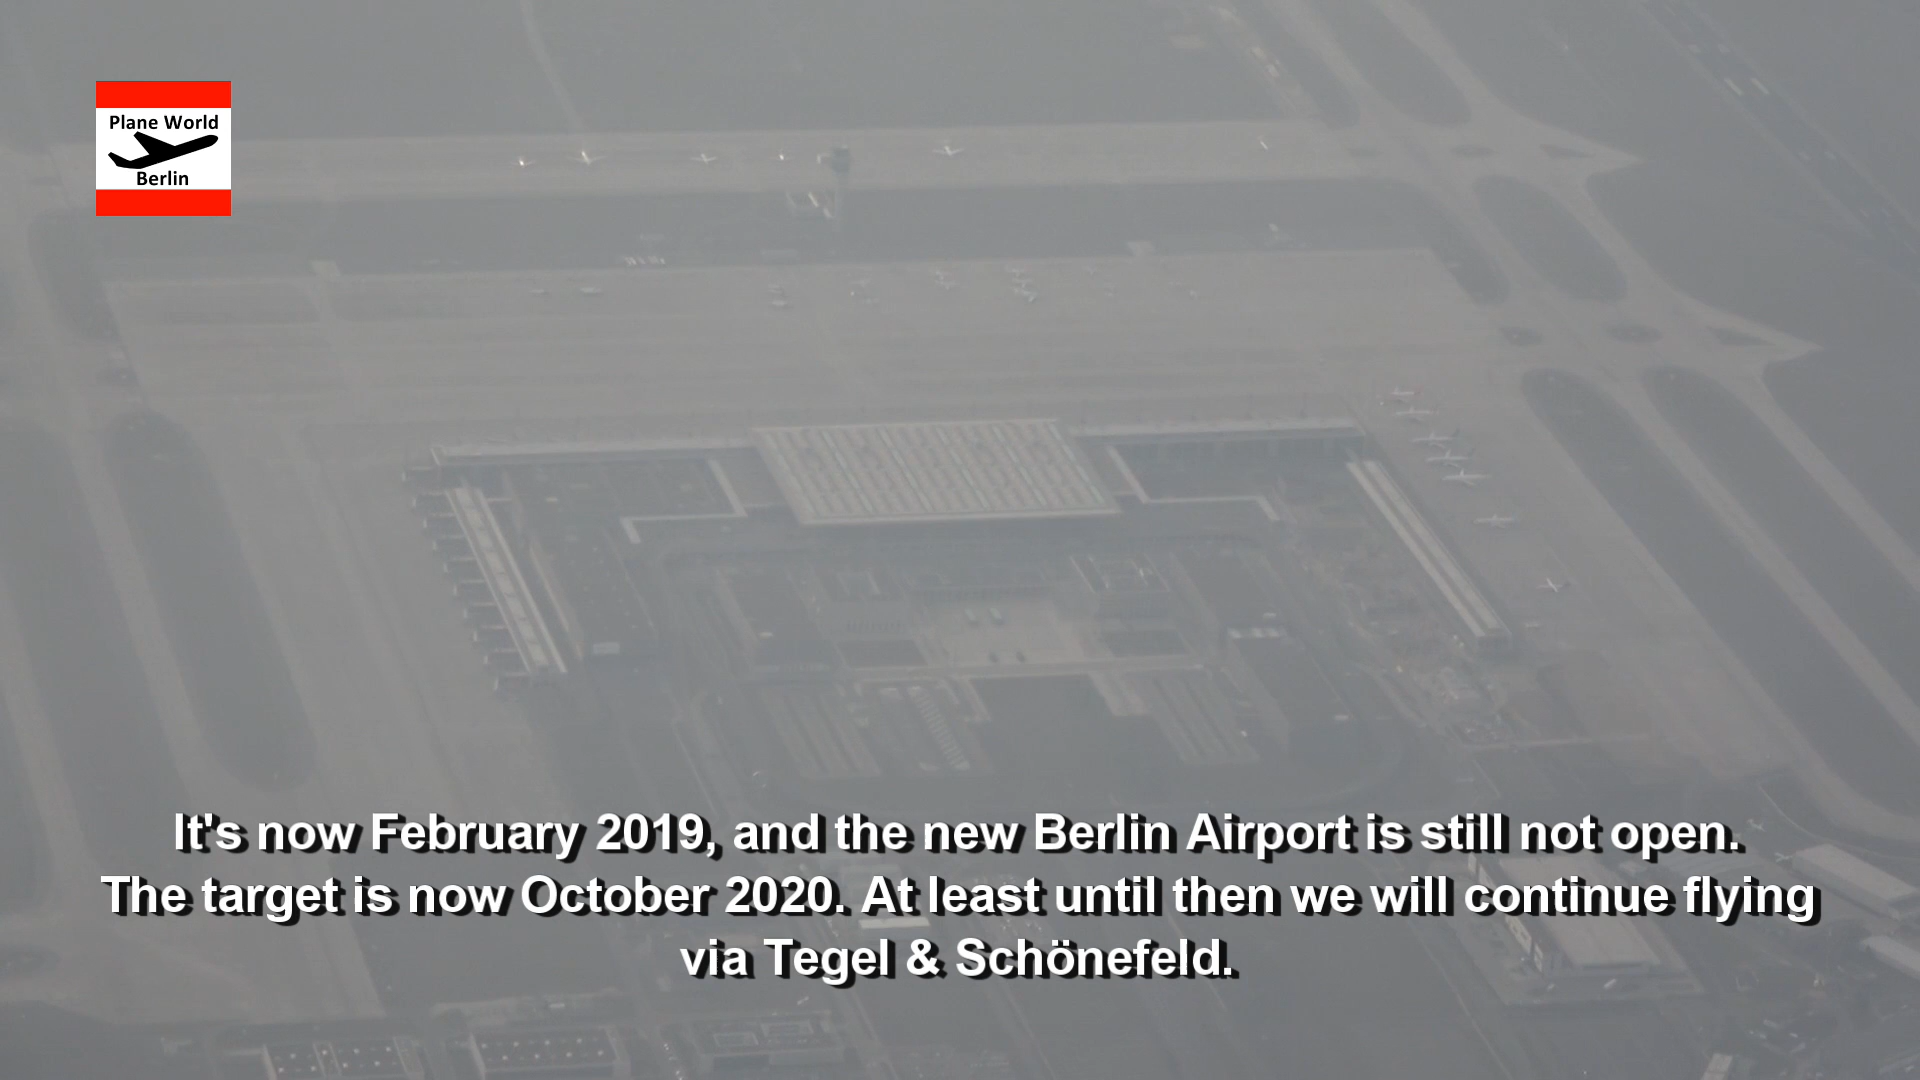 Plane World
Berlin
It's now February 2019, and the new Berlin Airport is still not open.
The target is now October 2020. At least until then we will continue flying
via Tegel & Schönefeld.